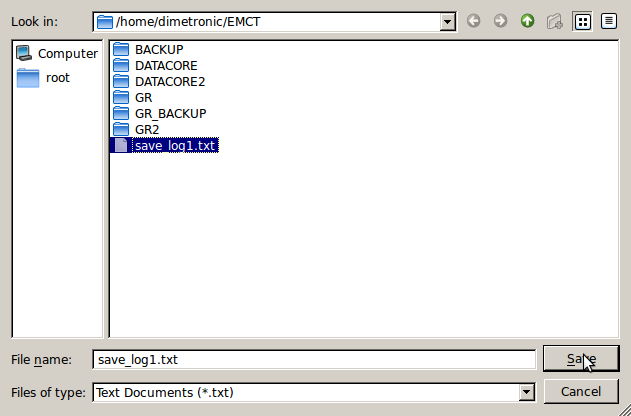 Look in: /home/dimetronic/EMCT
Computer
root
BACKUP
DATACORE
DATACORE2
GR
GR_BACKUP
GR2
save_log1.txt
File name: save_log1.txt Save
Files of type: Text Documents (*.txt) Cancel